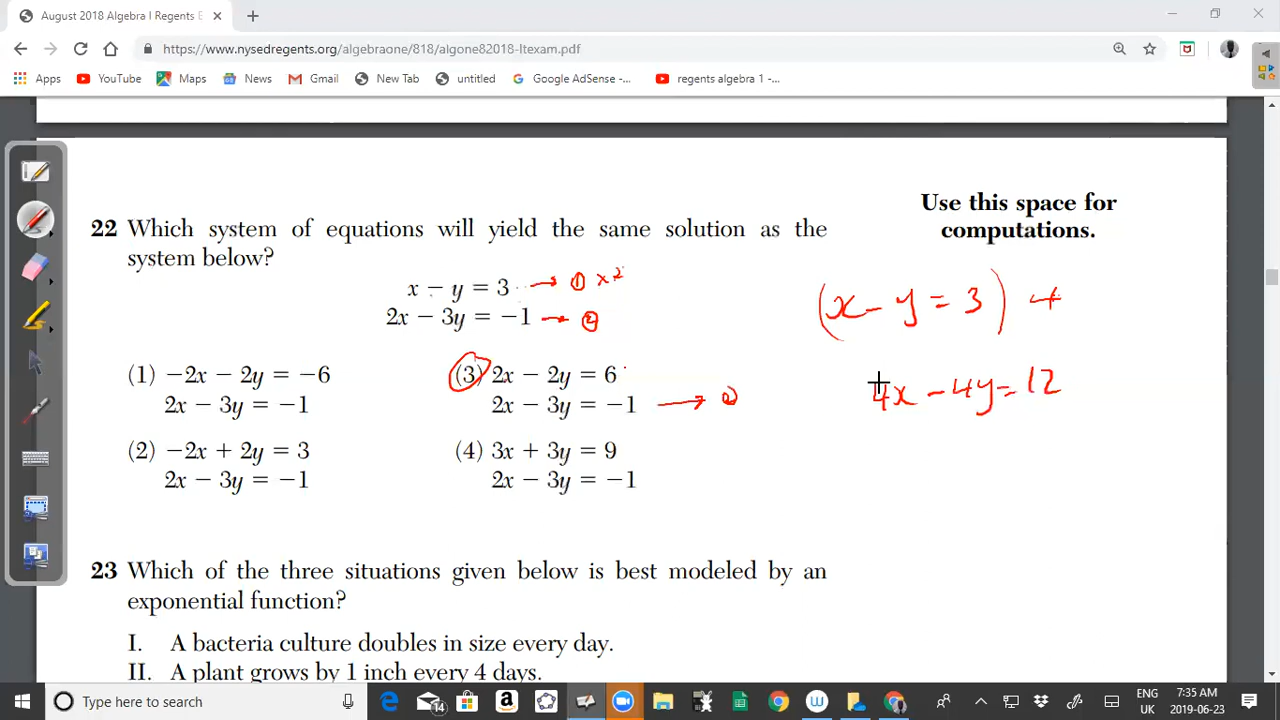 August 2018 Algebra I Regents E
https://www.nysedregents.org/algebraone/818/algone82018-ltexam.pdf
Apps YouTube Maps News Gmail New Tab untitled Google AdSense -... regents algebra 1 -...
Use this space for
computations.
22 Which system of equations will yield the same solution as the
system below?
x − y = 3 → ① x 2
2x − 3y = −1 → ②
(x - y = 3) 4
4x - 4y = 12
(1) −2x − 2y = −6
2x − 3y = −1
(3) 2x − 2y = 6
2x − 3y = −1 → ②
(2) −2x + 2y = 3
2x − 3y = −1
(4) 3x + 3y = 9
2x − 3y = −1
23 Which of the three situations given below is best modeled by an
exponential function?
I. A bacteria culture doubles in size every day.
II. A plant grows by 1 inch every 4 days.
Type here to search
14
ENG
UK
7:35 AM
2019-06-23